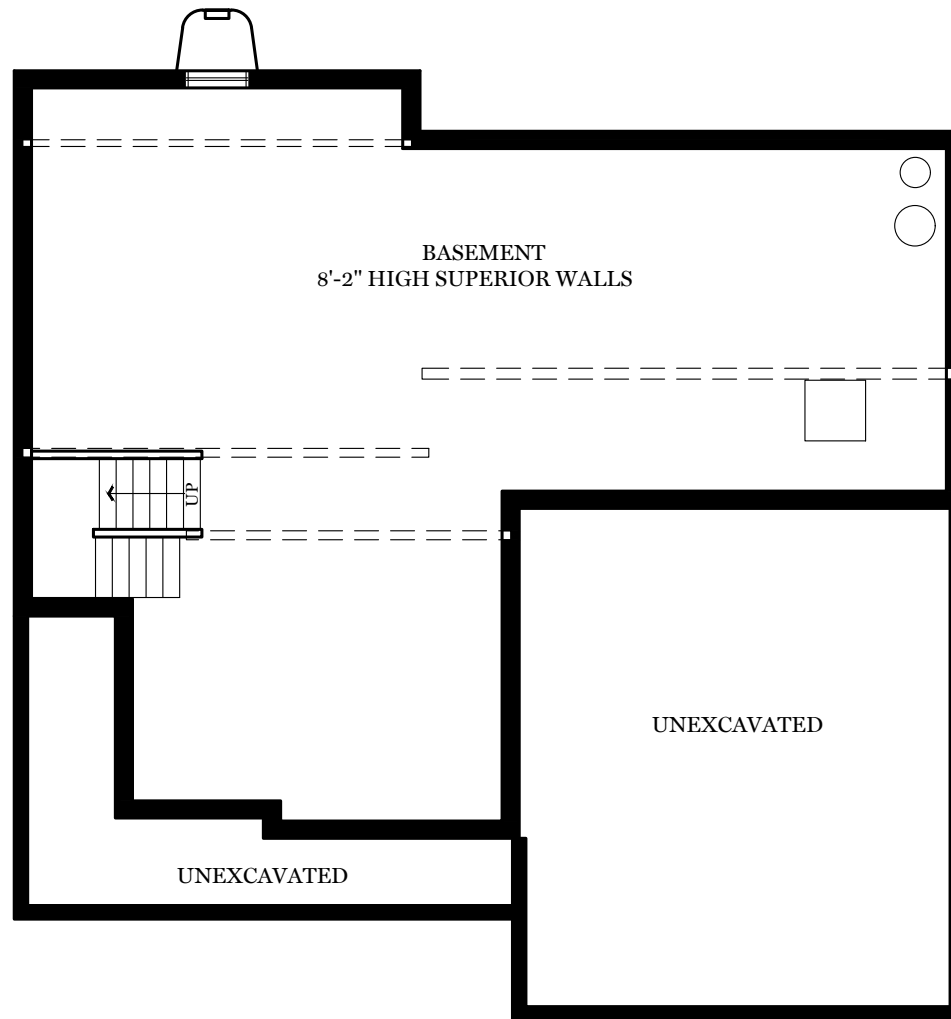 BASEMENT
8'-2" HIGH SUPERIOR WALLS
UP
UNEXCAVATED
UNEXCAVATED